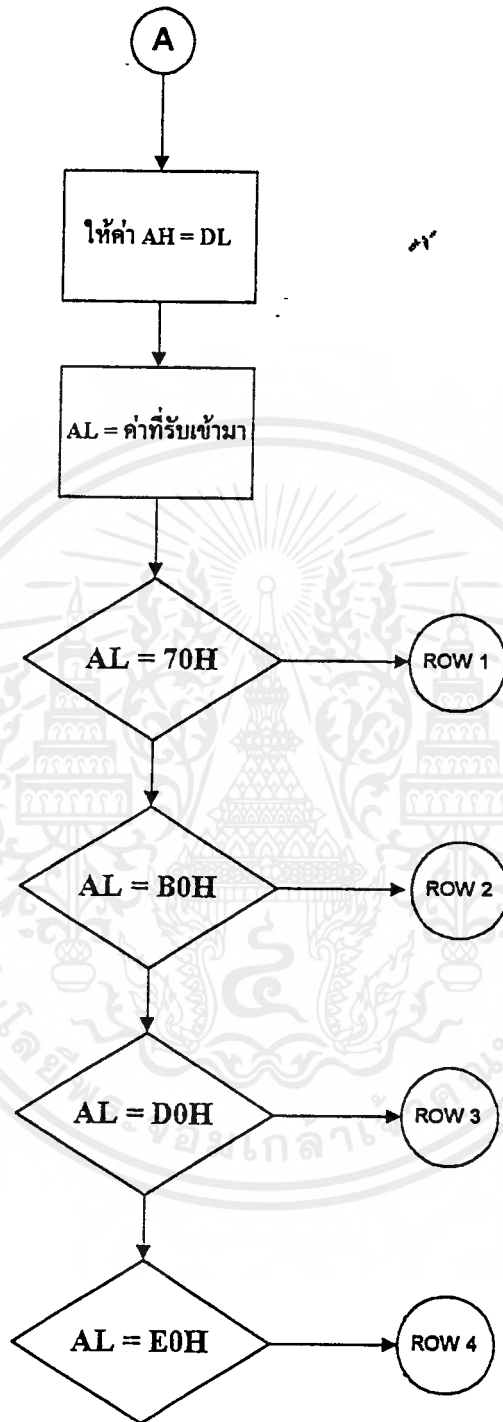 A
ให้ค่า AH = DL
AL = ค่าที่รับเข้ามา
AL = 70H
ROW 1
AL = B0H
ROW 2
AL = D0H
ROW 3
AL = E0H
ROW 4